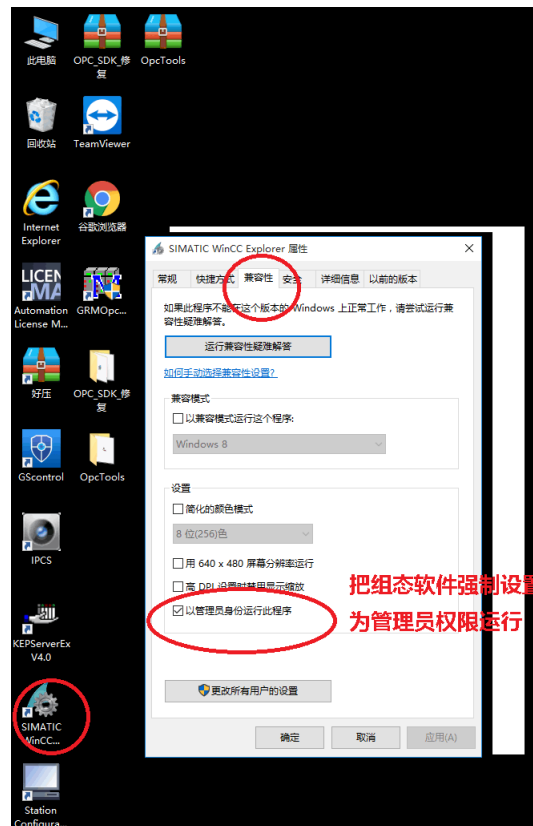 此电脑
OPC_SDK_修
复
OpcTools
回收站
TeamViewer
Internet
Explorer
谷歌浏览器
LICEN
MA
Automation
License M...
GRMOpc...
好压
OPC_SDK_修
复
GScontrol
OpcTools
IPCS
KEPServerEx
V4.0
SIMATIC
WinCC...
Station
Configura...
SIMATIC WinCC Explorer 属性
常规 快捷方式 兼容性 安全 详细信息 以前的版本
如果此程序不能在这个版本的 Windows 上正常工作，请尝试运行兼
容性疑难解答。
运行兼容性疑难解答
如何手动选择兼容性设置?
兼容模式
以兼容模式运行这个程序:
Windows 8
设置
简化的颜色模式
8 位(256)色
用 640 x 480 屏幕分辨率运行
高 DPI 设置时禁用显示缩放
以管理员身份运行此程序
更改所有用户的设置
确定 取消 应用(A)
把组态软件强制设置
为管理员权限运行